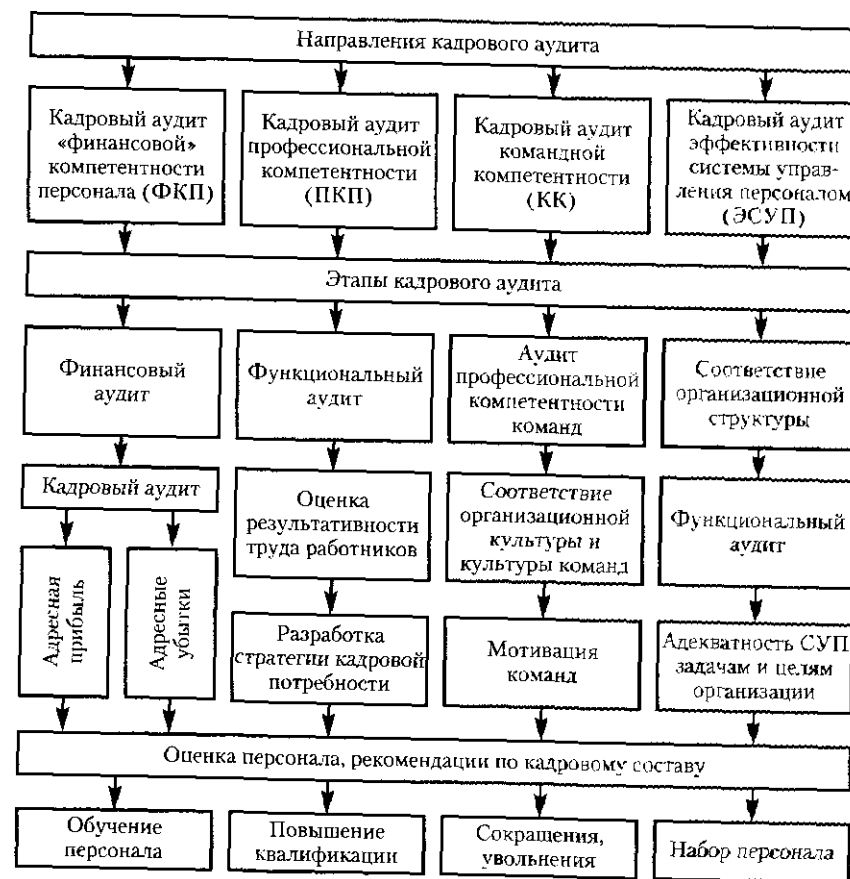 Направления кадрового аудита
Кадровый аудит
«финансовой»
компетентности
персонала (ФКП)
Кадровый аудит
профессиональной
компетентности
(ПКП)
Кадровый аудит
командной
компетентности
(КК)
Кадровый аудит
эффективности
системы управ-
ления персоналом
(ЭСУП)
Этапы кадрового аудита
Финансовый
аудит
Функциональный
аудит
Аудит
профессиональной
компетентности
команд
Соответствие
организационной
структуры
Кадровый аудит
Оценка
результативности
труда работников
Соответствие
организационной
культуры и
культуры команд
Функциональный
аудит
Адресная
прибыль
Адресные
убытки
Разработка
стратегии кадровой
потребности
Мотивация
команд
Адекватность СУП
задачам и целям
организации
Оценка персонала, рекомендации по кадровому составу
Обучение
персонала
Повышение
квалификации
Сокращения,
увольнения
Набор персонала